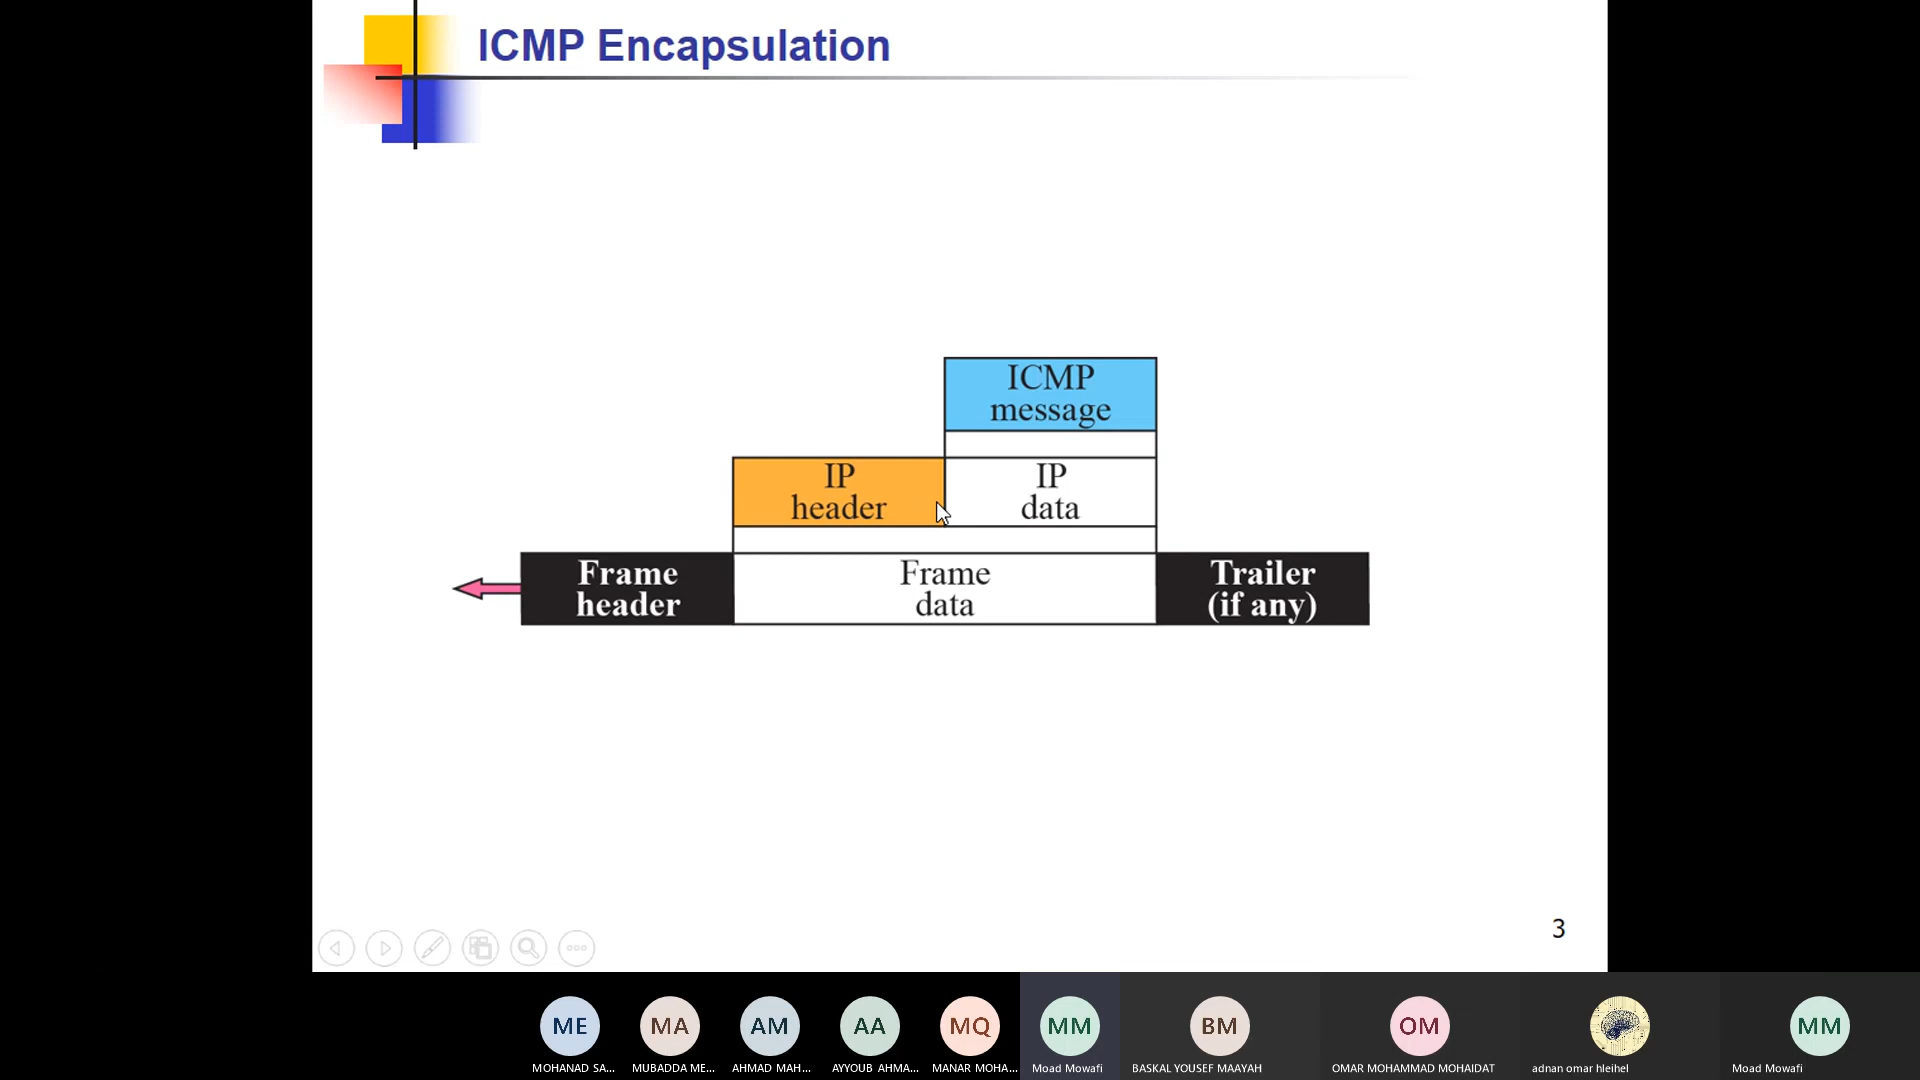 ICMP Encapsulation
ICMP
message
IP
header
IP
data
Frame
header
Frame
data
Trailer
(if any)
3
ME
MA
AM
AA
MQ
MM
BM
OM
MM
MOHANAD SA...
MUBADDA ME...
AHMAD MAH...
AYYOUB AHMA...
MANAR MOHA...
Moad Mowafi
BASKAL YOUSEF MAAYAH
OMAR MOHAMMAD MOHAIDAT
adnan omar hleihel
Moad Mowafi